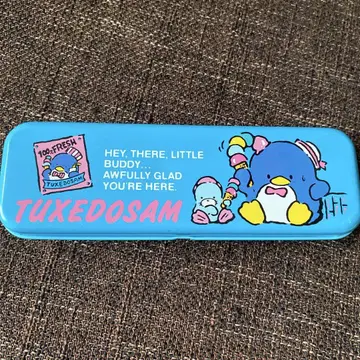 100% FRESH
TUXEDOSAM
HEY, THERE, LITTLE
BUDDY...
AWFULLY GLAD
YOU'RE HERE.
TUXEDOSAM